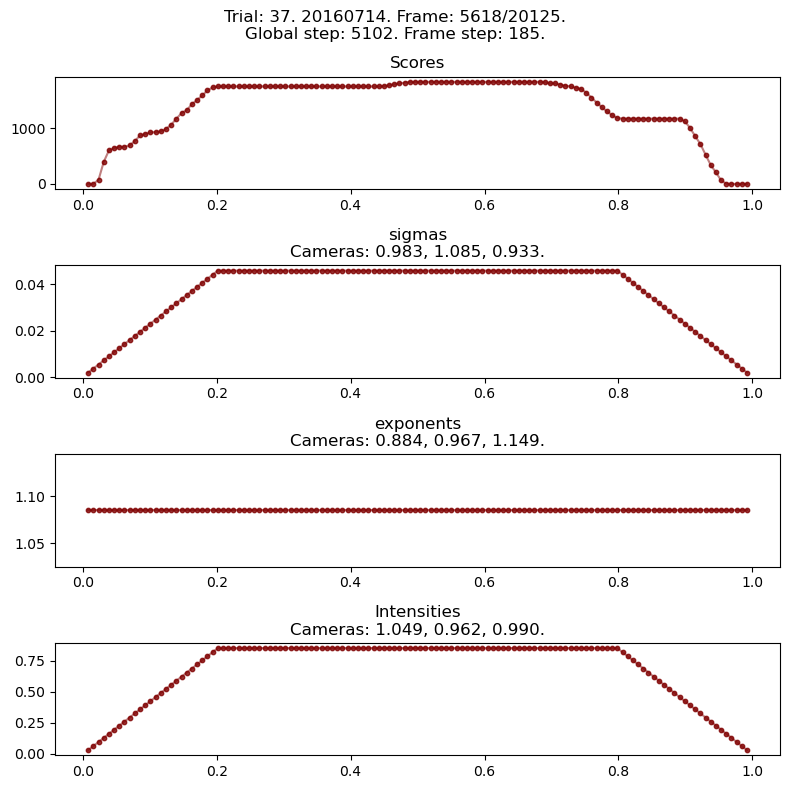 Trial: 37. 20160714. Frame: 5618/20125.
Global step: 5102. Frame step: 185.
Scores
1000
0
0.0 0.2 0.4 0.6 0.8 1.0
sigmas
Cameras: 0.983, 1.085, 0.933.
0.04
0.02
0.00
0.0 0.2 0.4 0.6 0.8 1.0
exponents
Cameras: 0.884, 0.967, 1.149.
1.10
1.05
0.0 0.2 0.4 0.6 0.8 1.0
Intensities
Cameras: 1.049, 0.962, 0.990.
0.75
0.50
0.25
0.00
0.0 0.2 0.4 0.6 0.8 1.0